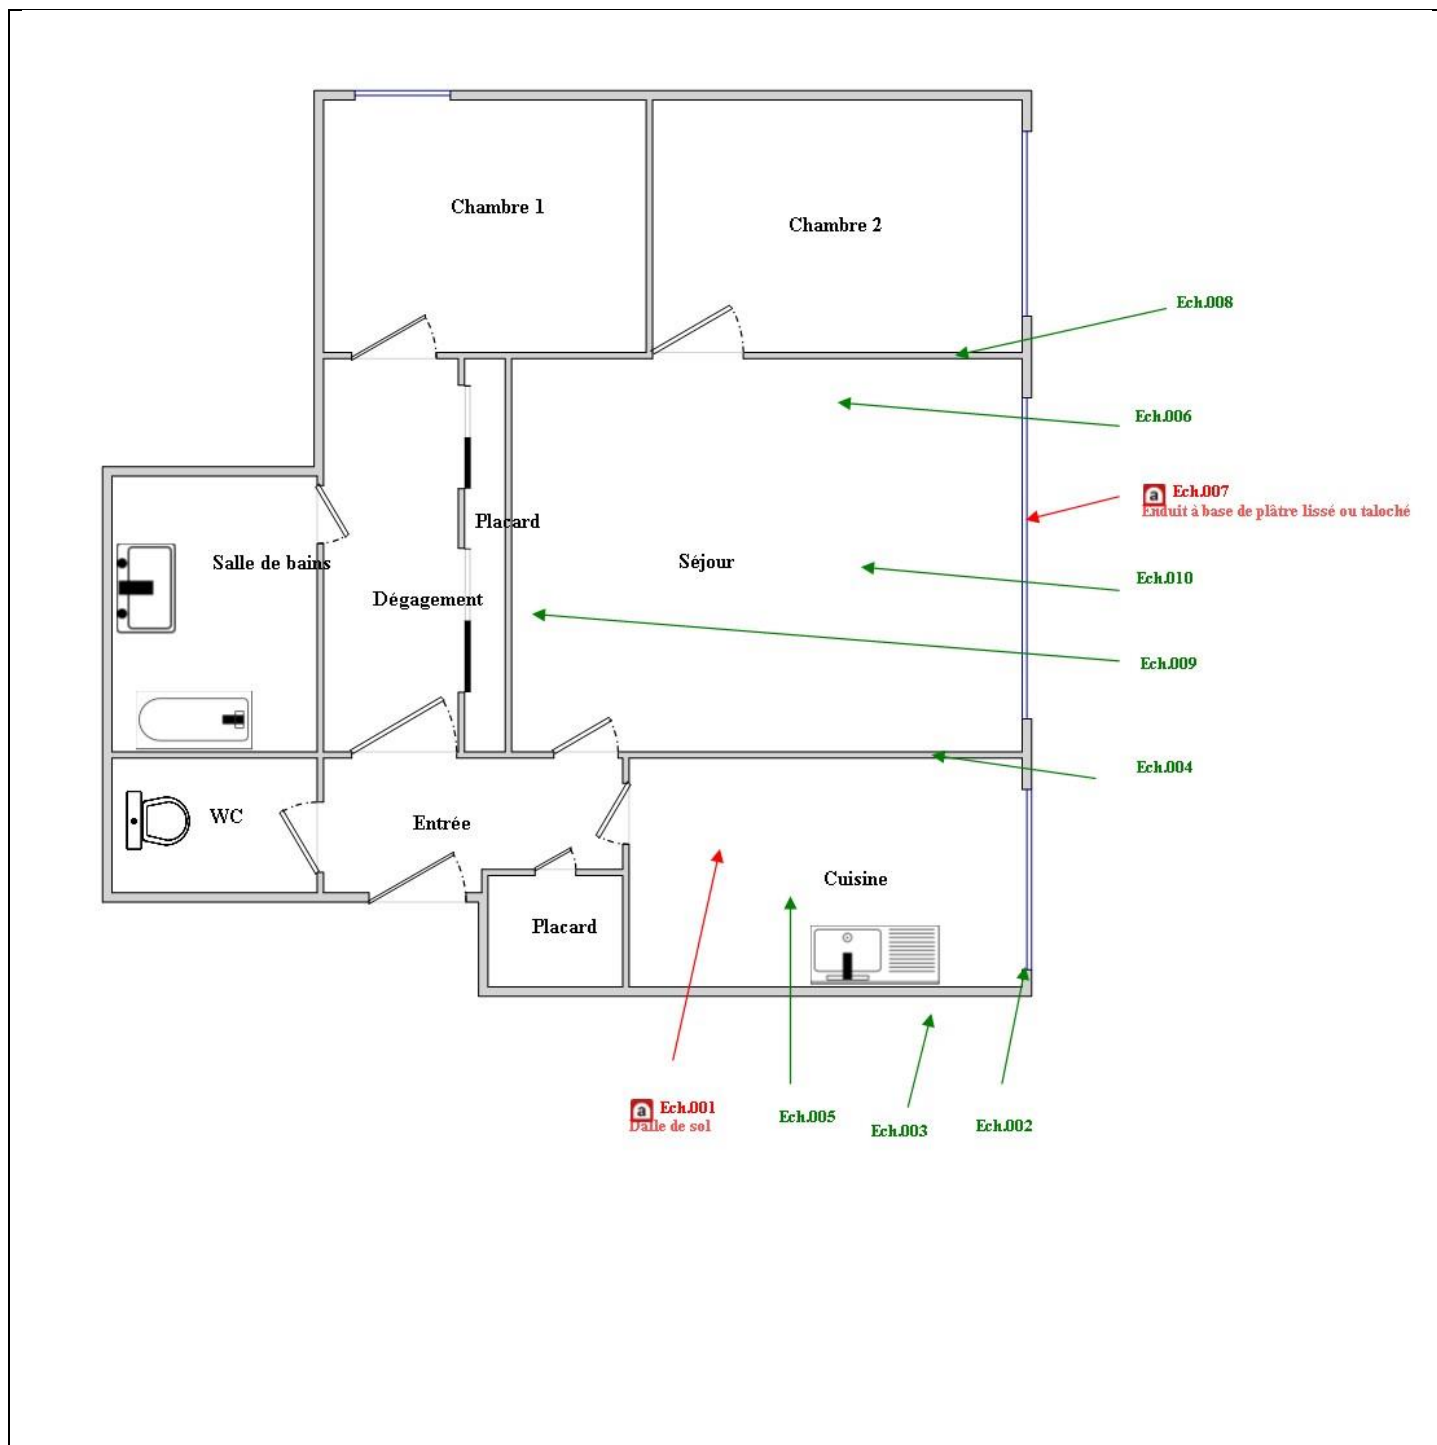 Chambre 1
Chambre 2
Ech.008
Ech.006
a Ech.007
Enduit à base de plâtre lissé ou taloché
Placard
Salle de bains
Séjour
Ech.010
Dégagement
Ech.009
Ech.004
WC
Entrée
Cuisine
Placard
a Ech.001
Dalle de sol
Ech.005
Ech.003
Ech.002